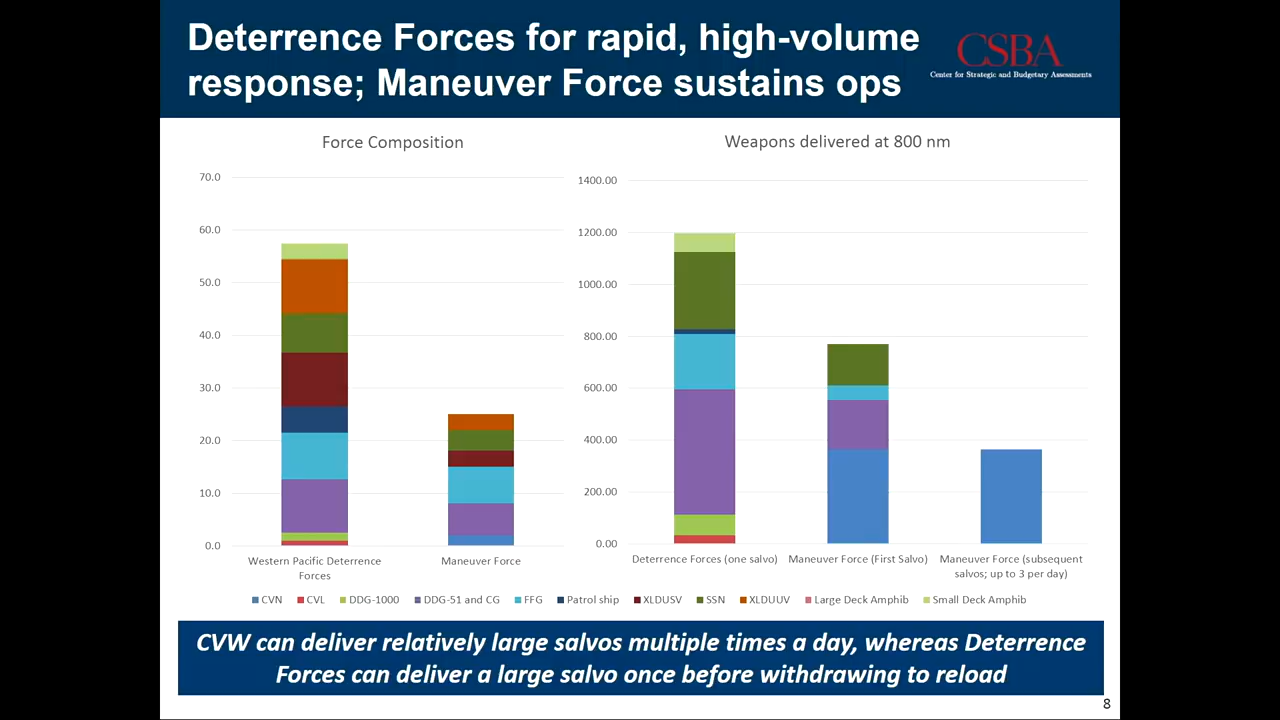 Deterrence Forces for rapid, high-volume
response; Maneuver Force sustains ops
CSBA
Center for Strategic and Budgetary Assessments
Force Composition
70.0
60.0
50.0
40.0
30.0
20.0
10.0
0.0
Western Pacific Deterrence
Forces
Maneuver Force
Weapons delivered at 800 nm
1400.00
1200.00
1000.00
800.00
600.00
400.00
200.00
0.00
Deterrence Forces (one salvo)
Maneuver Force (First Salvo)
Maneuver Force (subsequent
salvos; up to 3 per day)
CVN CVL DDG-1000 DDG-51 and CG FFG Patrol ship XLDUSV SSN XLDUUV Large Deck Amphib Small Deck Amphib
CVW can deliver relatively large salvos multiple times a day, whereas Deterrence
Forces can deliver a large salvo once before withdrawing to reload
8